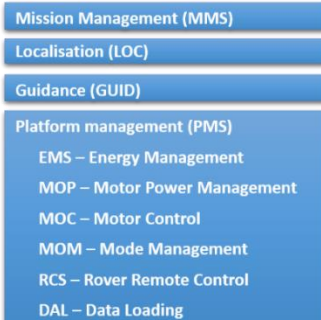 Mission Management (MMS)
Localisation (LOC)
Guidance (GUID)
Platform management (PMS)
EMS – Energy Management
MOP – Motor Power Management
MOC – Motor Control
MOM – Mode Management
RCS – Rover Remote Control
DAL – Data Loading